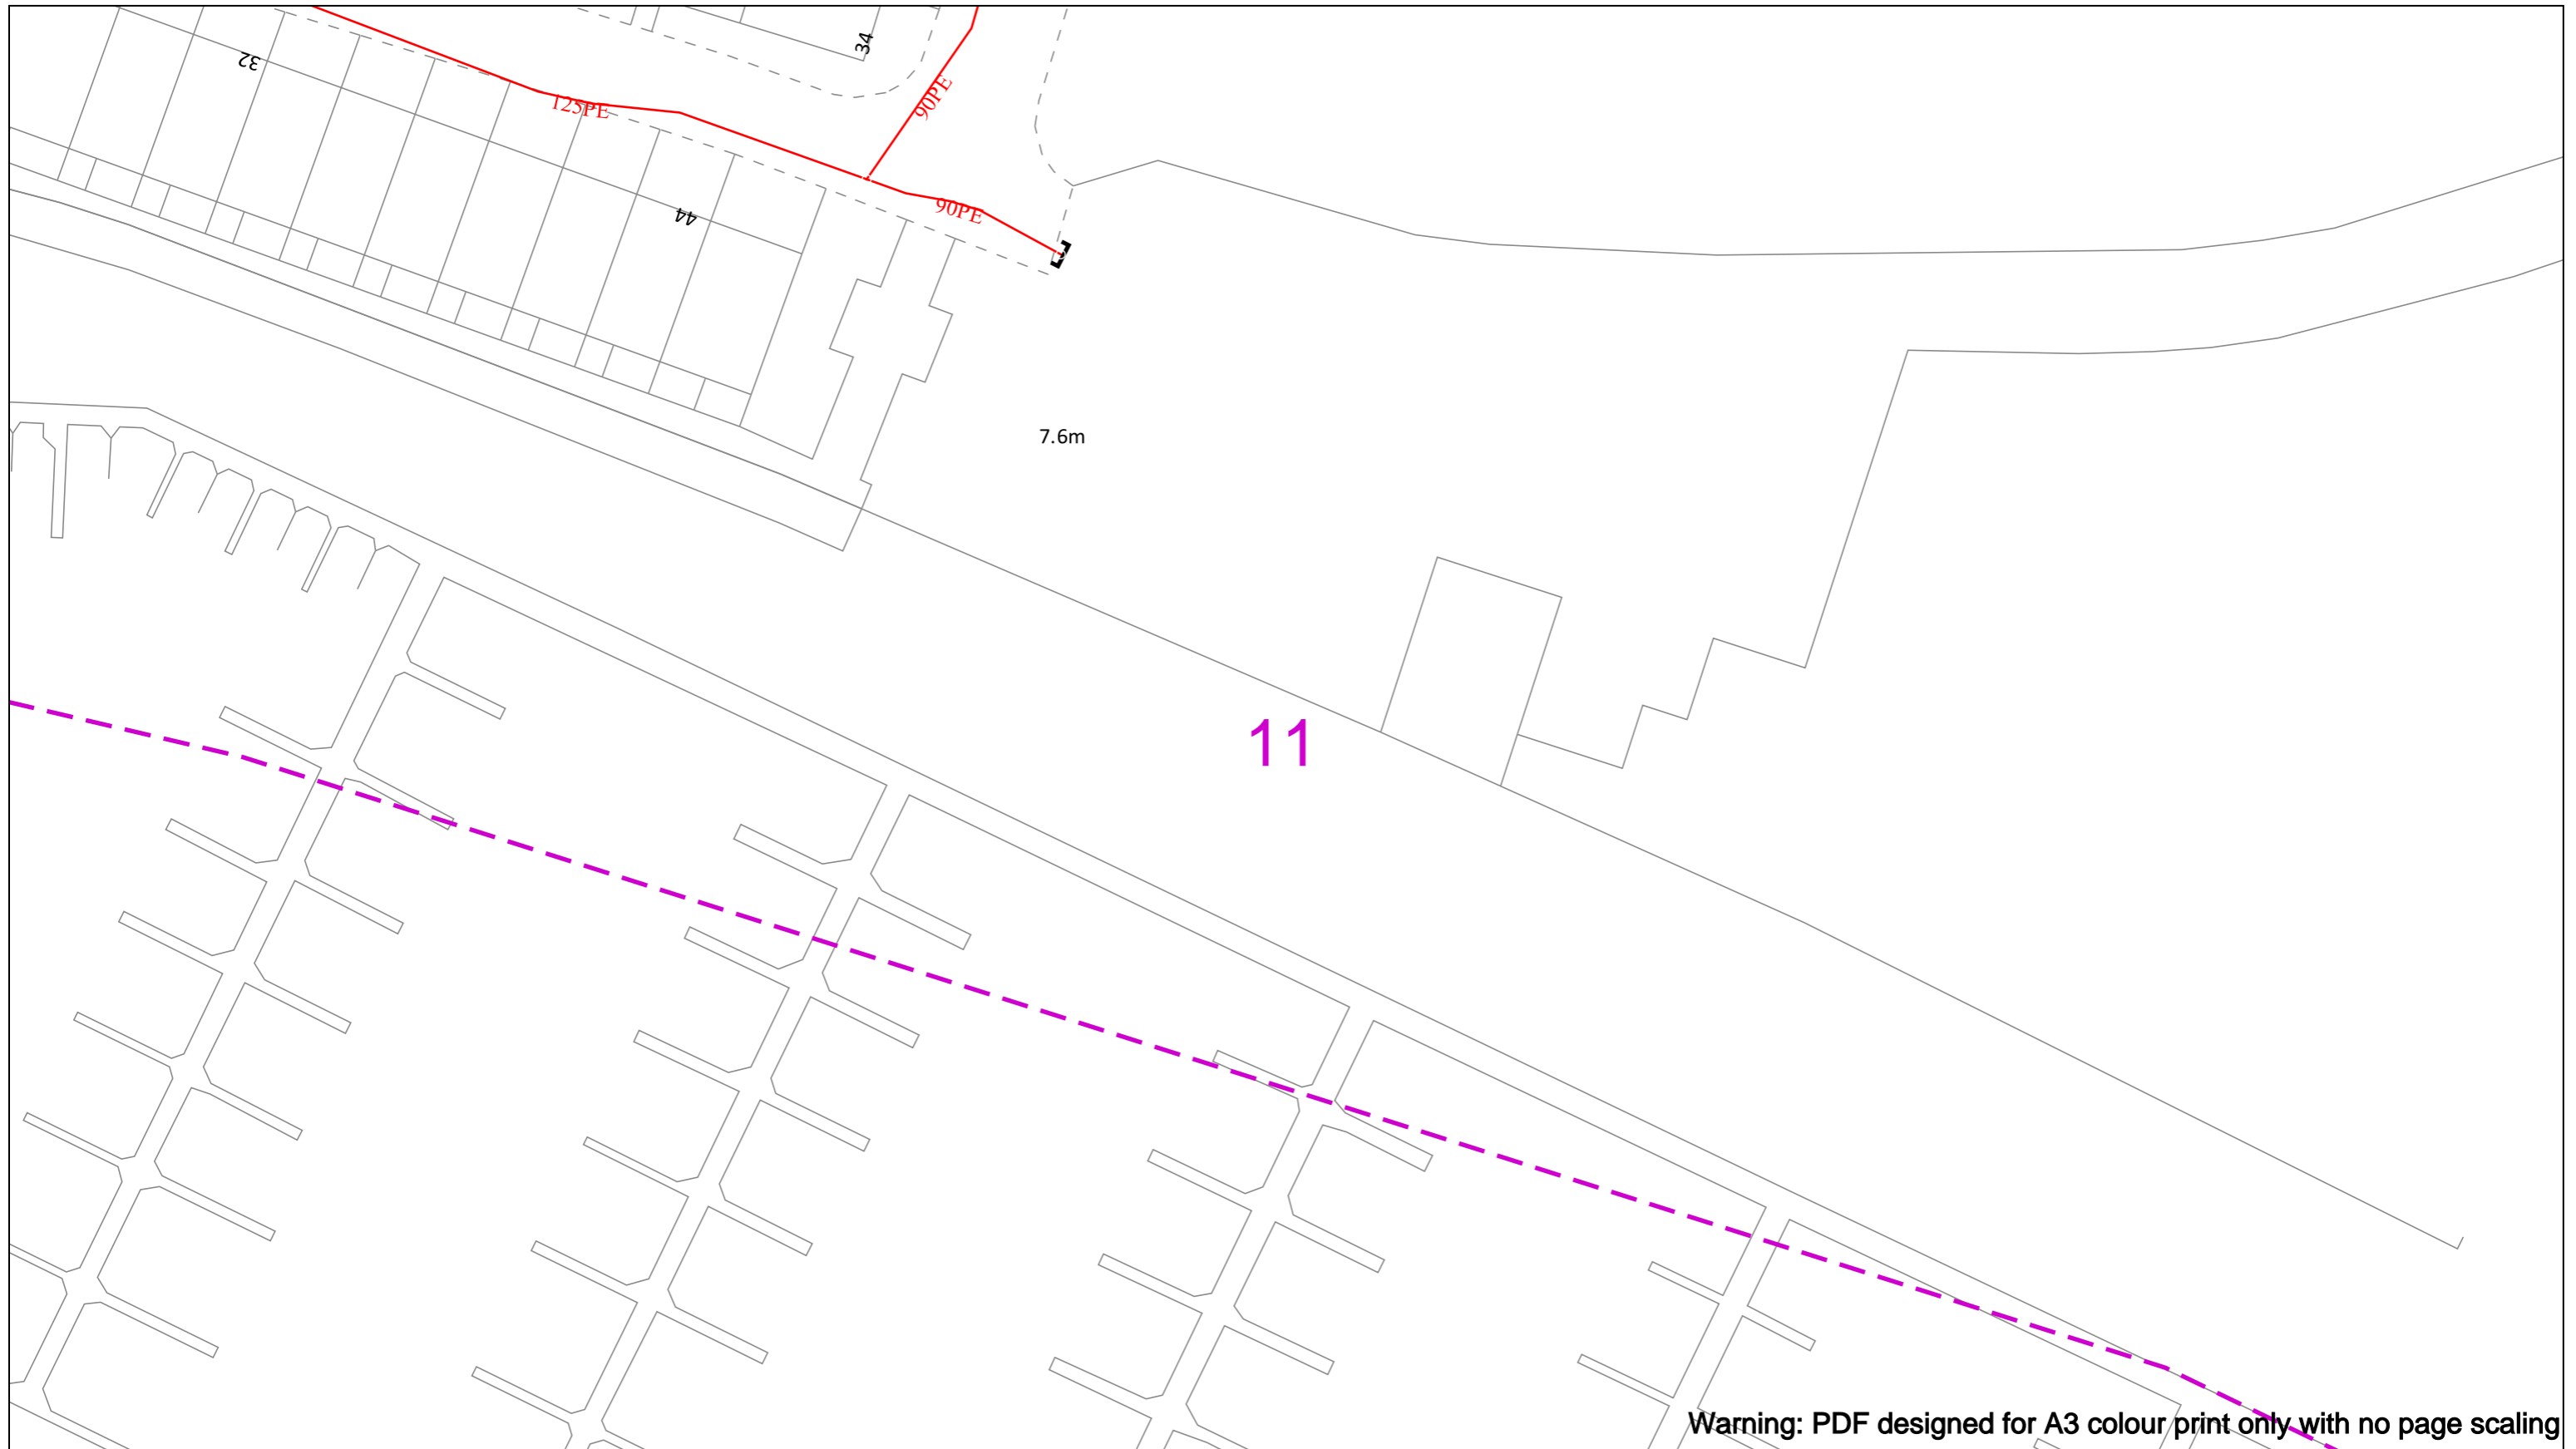 34
32
125PE
90PE
90PE
44
7.6m
11
Warning: PDF designed for A3 colour print only with no page scaling